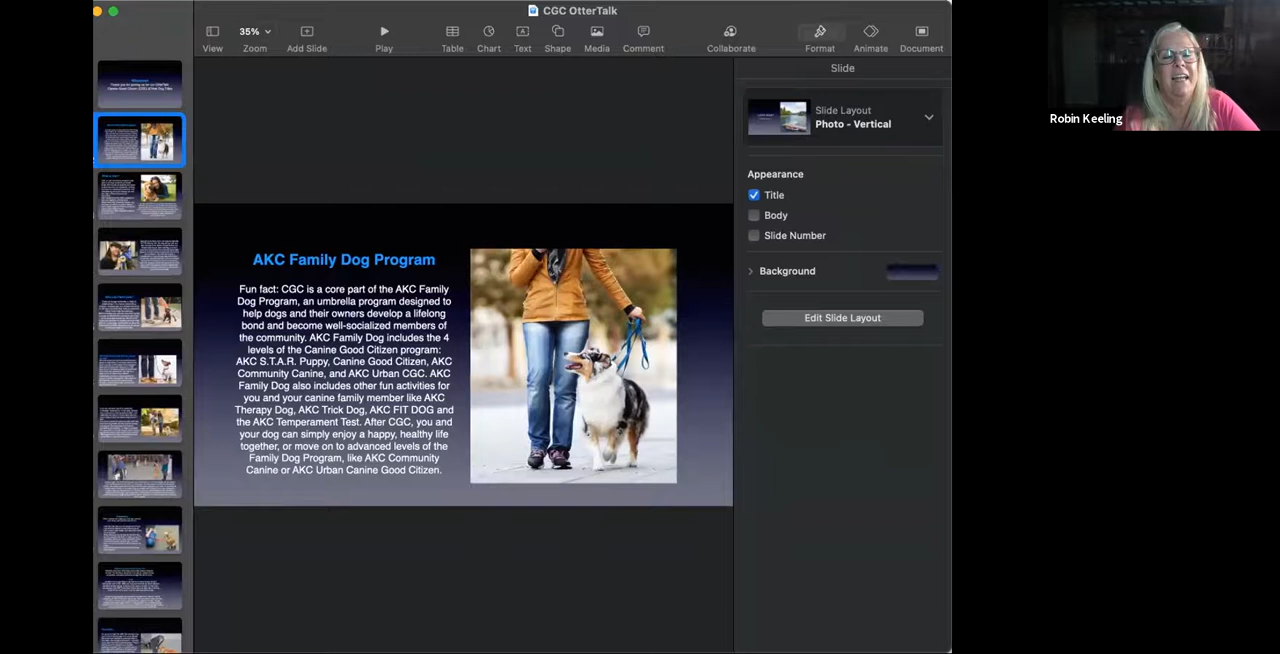 CGC OtterTalk
35%
View
Zoom
Add Slide
Play
Table
Chart
Text
Shape
Media
Comment
Collaborate
Format
Animate
Document
Slide
Slide Layout
Photo - Vertical
Appearance
Title
Body
Slide Number
Background
Edit Slide Layout
AKC Family Dog Program
Fun fact: CGC is a core part of the AKC Family
Dog Program, an umbrella program designed to
help dogs and their owners develop a lifelong
bond and become well-socialized members of
the community. AKC Family Dog includes the 4
levels of the Canine Good Citizen program:
AKC S.T.A.R. Puppy, Canine Good Citizen, AKC
Community Canine, and AKC Urban CGC. AKC
Family Dog also includes other fun activities for
you and your canine family member like AKC
Therapy Dog, AKC Trick Dog, AKC FIT DOG and
the AKC Temperament Test. After CGC, you and
your dog can simply enjoy a happy, healthy life
together, or move on to advanced levels of the
Family Dog Program, like AKC Community
Canine or AKC Urban Canine Good Citizen.
Robin Keeling